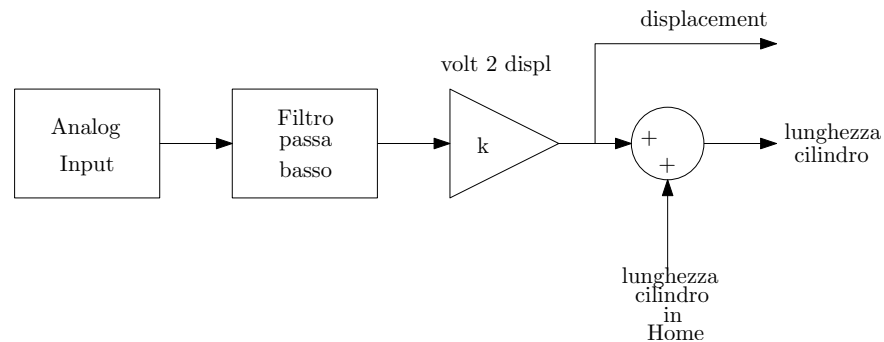 displacement
volt 2 displ
Analog
Input
Filtro
passa
basso
k
+
+
lunghezza
cilindro
lunghezza
cilindro
in
Home